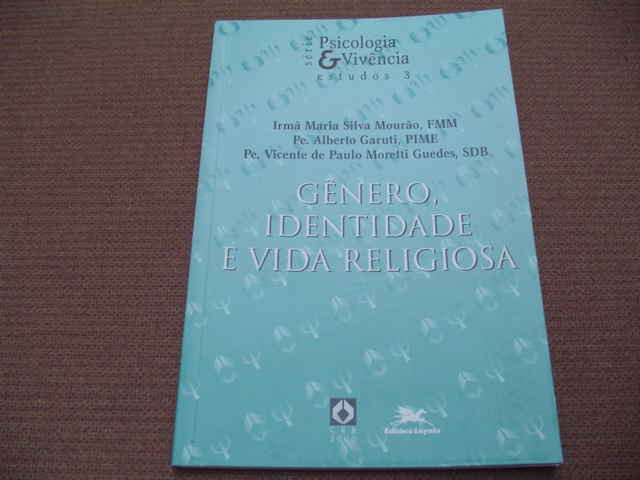 série Psicologia
& Vivência
estudos 3
Irmã Maria Silva Mourão, FMM
Pe. Alberto Garuti, PIME
Pe. Vicente de Paulo Moretti Guedes, SDB
GÊNERO,
IDENTIDADE
E VIDA RELIGIOSA
CRB
2000
Edições Loyola